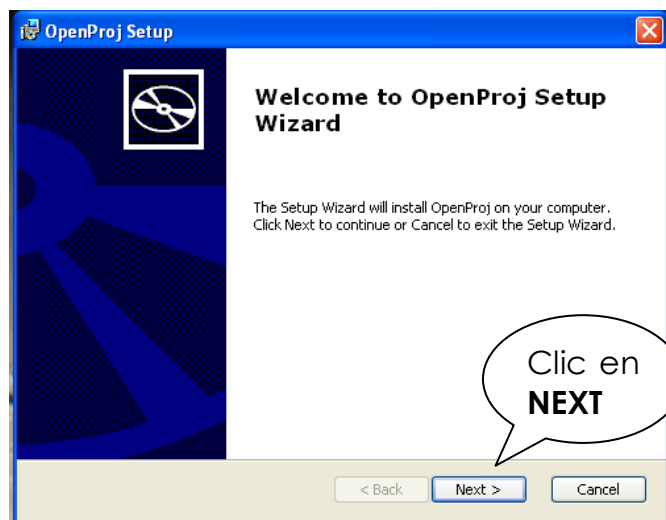 OpenProj Setup
Welcome to OpenProj Setup
Wizard
The Setup Wizard will install OpenProj on your computer.
Click Next to continue or Cancel to exit the Setup Wizard.
Clic en
NEXT
< Back
Next >
Cancel